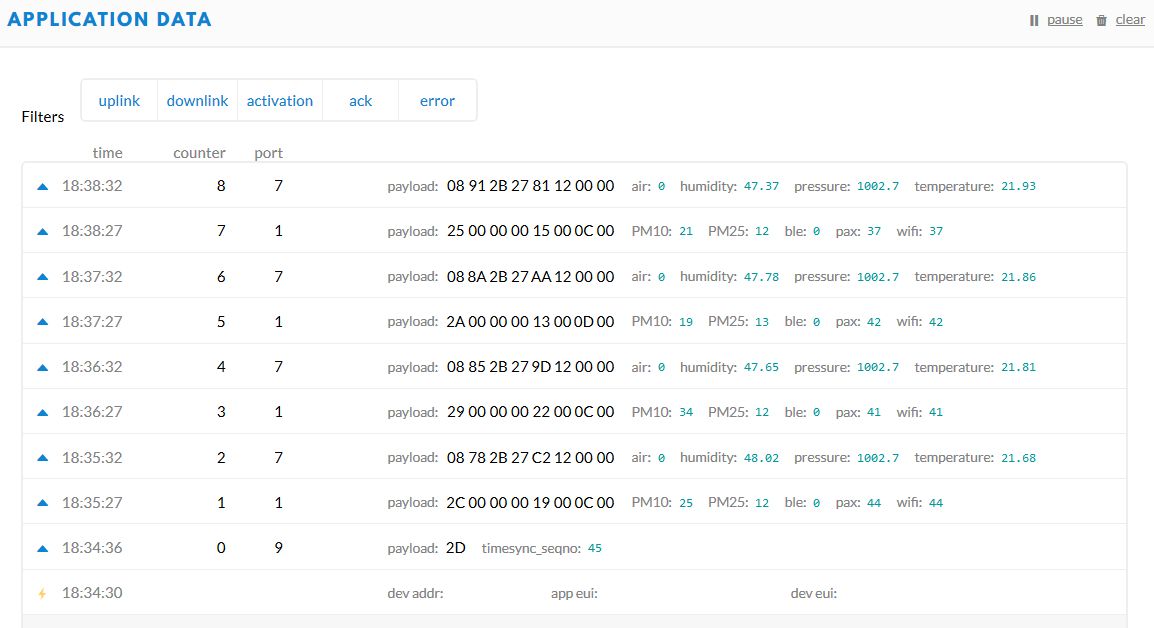 APPLICATION DATA pause clear
uplink downlink activation ack error
Filters
time counter port
18:38:32 8 7 payload: 08 91 2B 27 81 12 00 00 air: 0 humidity: 47.37 pressure: 1002.7 temperature: 21.93
18:38:27 7 1 payload: 25 00 00 00 15 00 0C 00 PM10: 21 PM25: 12 ble: 0 pax: 37 wifi: 37
18:37:32 6 7 payload: 08 8A 2B 27 AA 12 00 00 air: 0 humidity: 47.78 pressure: 1002.7 temperature: 21.86
18:37:27 5 1 payload: 2A 00 00 00 13 00 0D 00 PM10: 19 PM25: 13 ble: 0 pax: 42 wifi: 42
18:36:32 4 7 payload: 08 85 2B 27 9D 12 00 00 air: 0 humidity: 47.65 pressure: 1002.7 temperature: 21.81
18:36:27 3 1 payload: 29 00 00 00 22 00 0C 00 PM10: 34 PM25: 12 ble: 0 pax: 41 wifi: 41
18:35:32 2 7 payload: 08 78 2B 27 C2 12 00 00 air: 0 humidity: 48.02 pressure: 1002.7 temperature: 21.68
18:35:27 1 1 payload: 2C 00 00 00 19 00 0C 00 PM10: 25 PM25: 12 ble: 0 pax: 44 wifi: 44
18:34:36 0 9 payload: 2D timesync_seqno: 45
18:34:30 dev addr: app eui: dev eui: